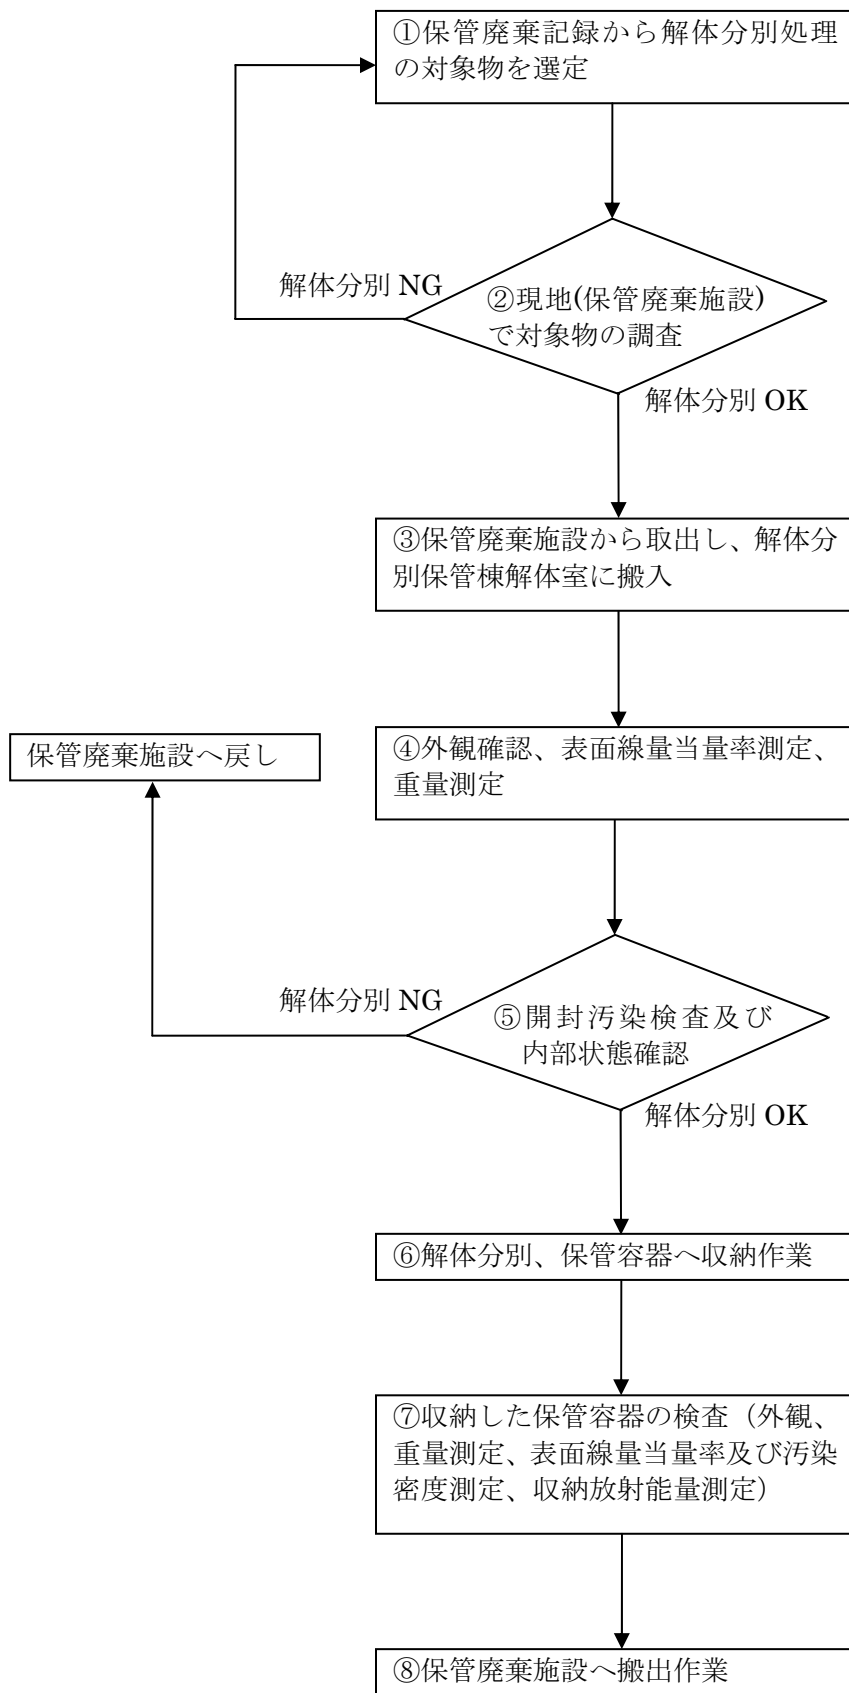 ①保管廃棄記録から解体分別処理
の対象物を選定
解体分別 NG
②現地(保管廃棄施設)
で対象物の調査
解体分別 OK
③保管廃棄施設から取出し、解体分
別保管棟解体室に搬入
保管廃棄施設へ戻し
④外観確認、表面線量当量率測定、
重量測定
解体分別 NG
⑤開封汚染検査及び
内部状態確認
解体分別 OK
⑥解体分別、保管容器へ収納作業
⑦収納した保管容器の検査（外観、
重量測定、表面線量当量率及び汚染
密度測定、収納放射能量測定）
⑧保管廃棄施設へ搬出作業